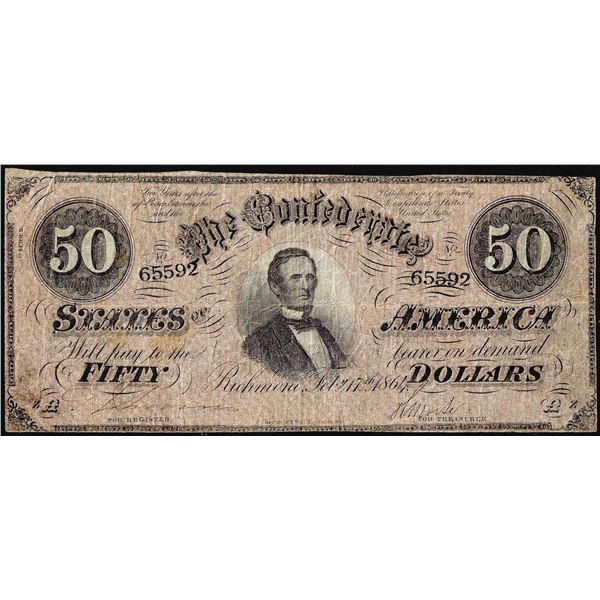 Two Years after the Ratification of a Treaty
of Peace between the Confederate States
and the United States
The Confederate
50 50
No 65592 No 65592
STATES OF AMERICA
Will pay to the bearer on demand
FIFTY DOLLARS
Richmond, Feby 17th 1864
Z Z
FOR REGISTER FOR TREASURER